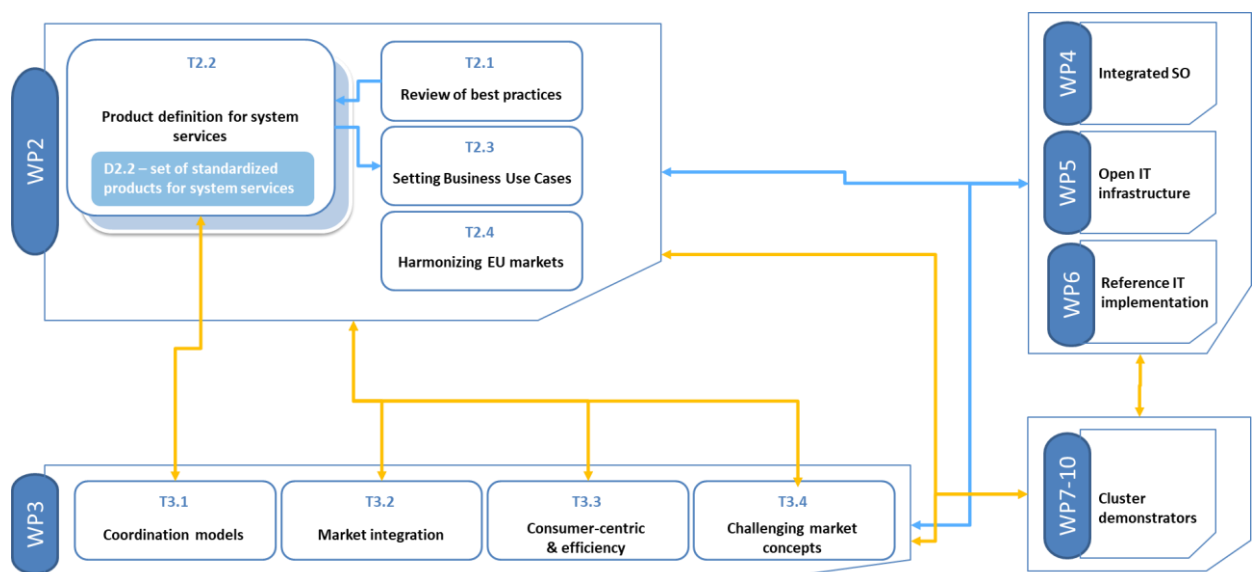 WP2
T2.2
Product definition for system
services
D2.2 – set of standardized
products for system services
T2.1
Review of best practices
T2.3
Setting Business Use Cases
T2.4
Harmonizing EU markets
WP4
Integrated SO
WP5
Open IT
infrastructure
WP6
Reference IT
implementation
WP3
T3.1
Coordination models
T3.2
Market integration
T3.3
Consumer-centric
& efficiency
T3.4
Challenging market
concepts
WP7-10
Cluster
demonstrators